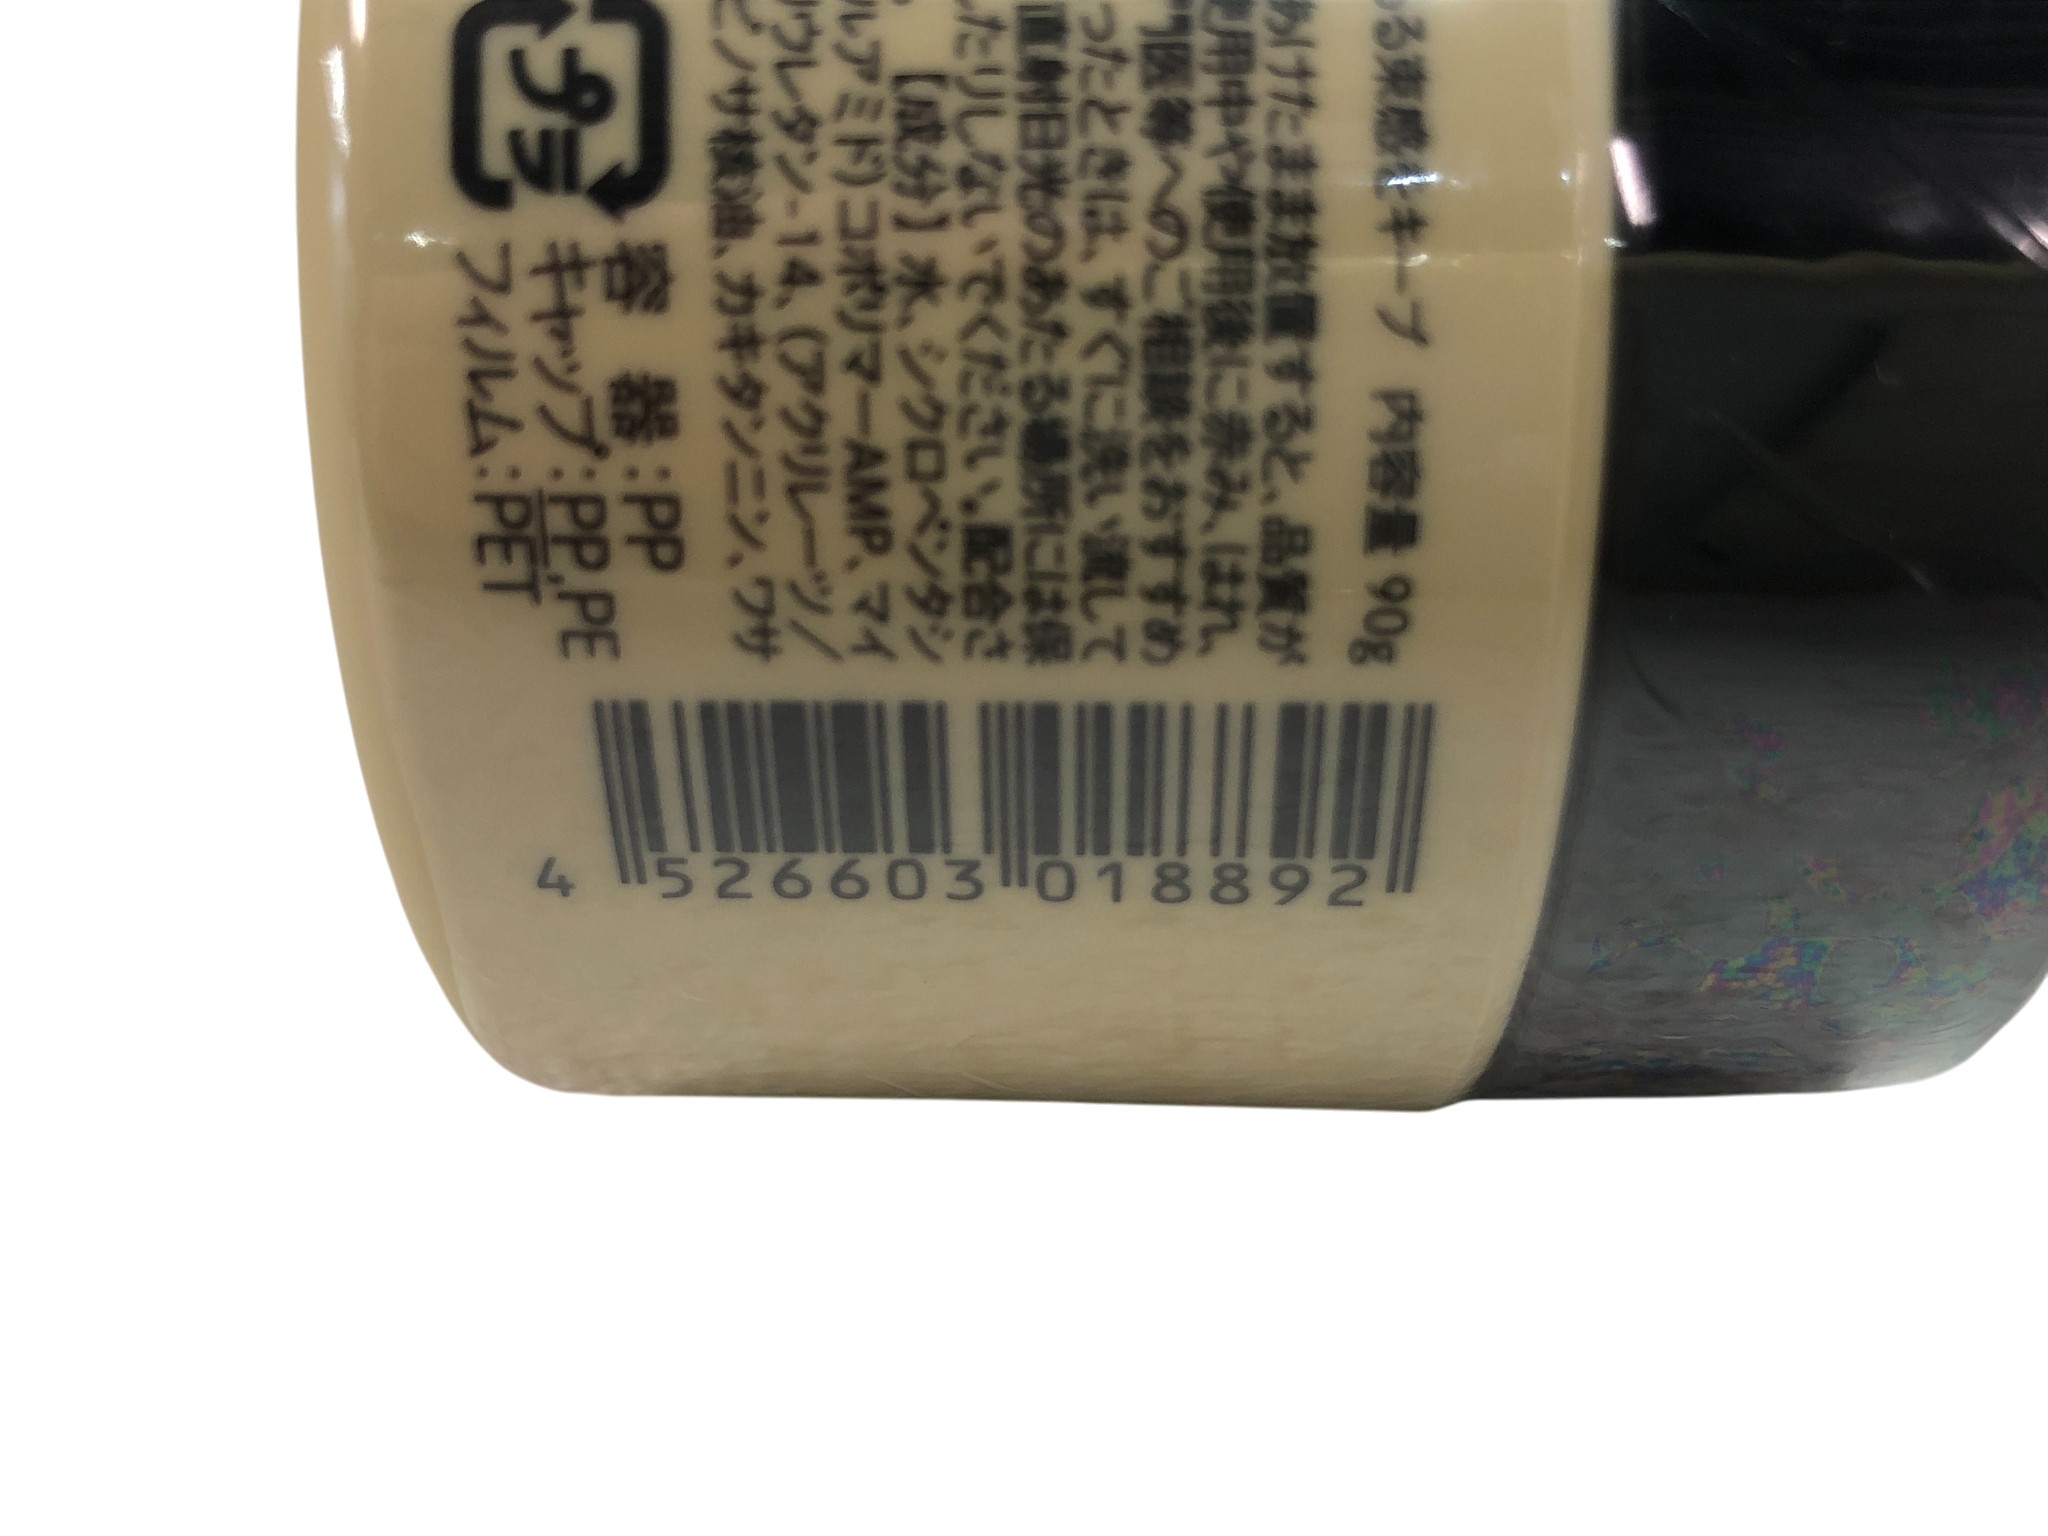 る束感をキープ 内容量 90g
あけたまま放置すると、品質が
使用中や使用後に赤み、はれ、
門医等へのご相談をおすすめ
ったときは、すぐに洗い流して
直射日光のあたる場所には保
たりしないでください。配合さ
【成分】水、シクロペンタシ
ルアミド)コポリマーAMP、マイ
リウレタン-14、(アクリレーツ/
ピノサ核油、カキタンニン、ワサ
プラ
容 器:PP
キャップ:PP,PE
フィルム:PET
4 526603 018892